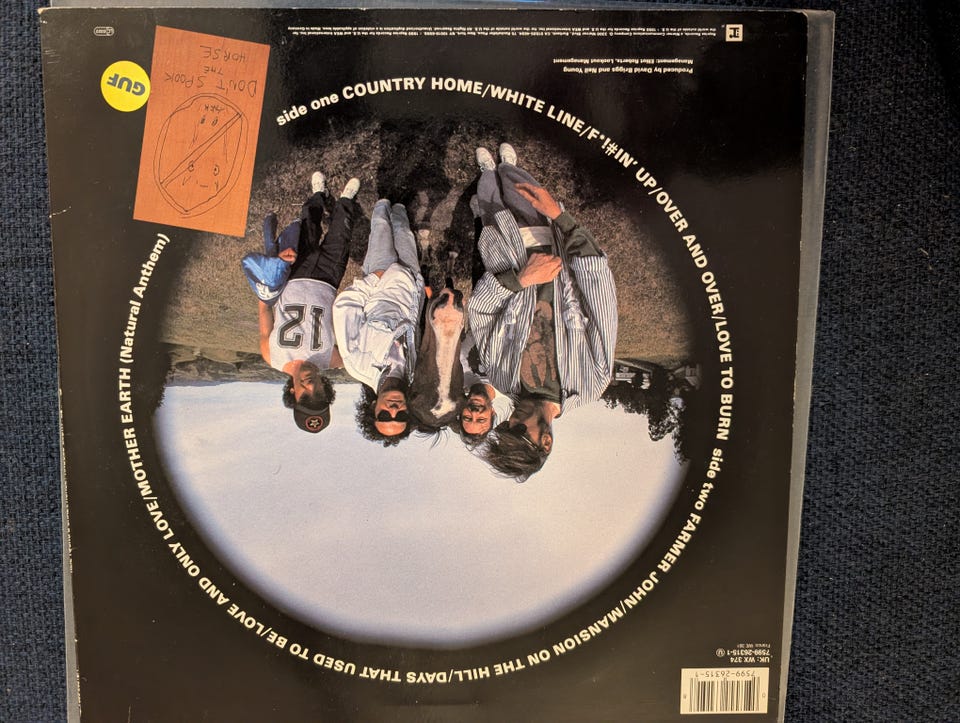 7599-26315-1
UK: WX 374
7599-26315-1
side one COUNTRY HOME/WHITE LINE/F*!#IN' UP/OVER AND OVER/LOVE TO BURN side two FARMER JOHN/MANSION ON THE HILL/DAYS THAT USED TO BE/LOVE AND ONLY LOVE/MOTHER EARTH (Natural Anthem)
12
DON'T SPOOK
THE
HORSE
GUF
Produced by David Briggs and Neil Young
Management: Elliot Roberts, Lookout Management